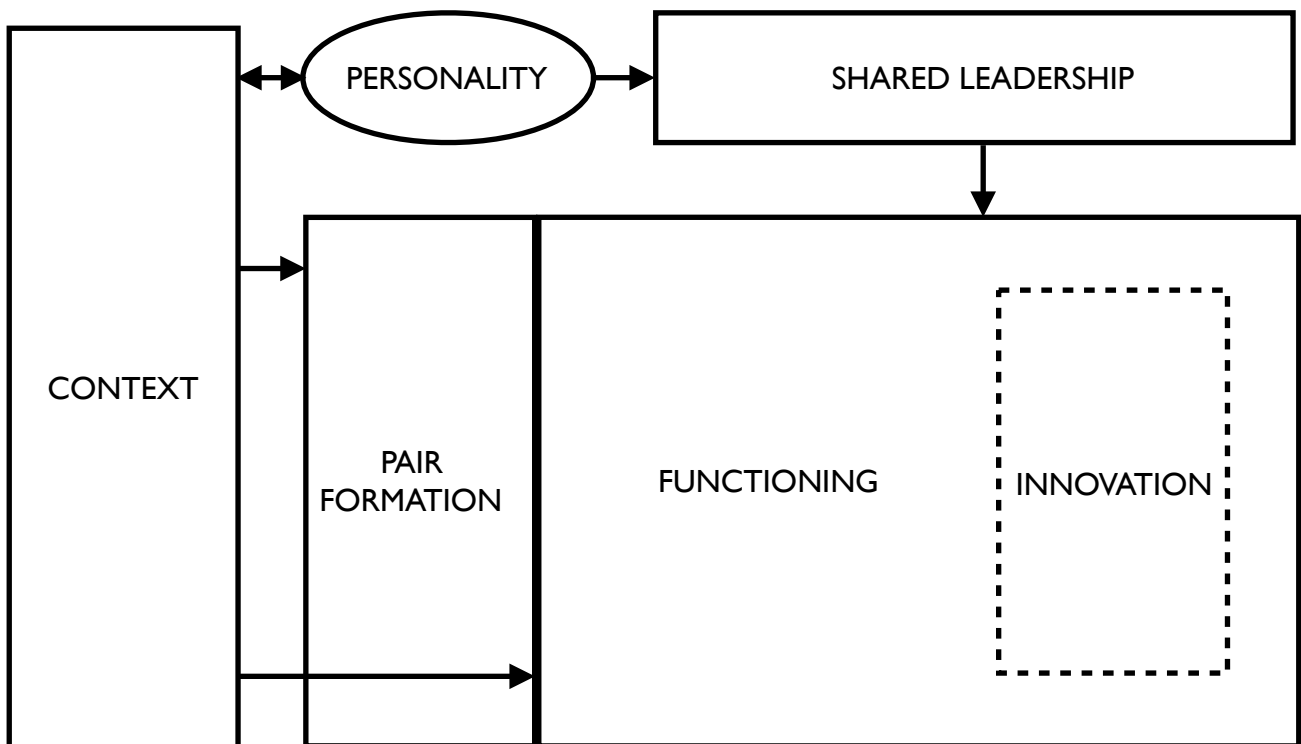 PERSONALITY
SHARED LEADERSHIP
CONTEXT
PAIR
FORMATION
FUNCTIONING
INNOVATION